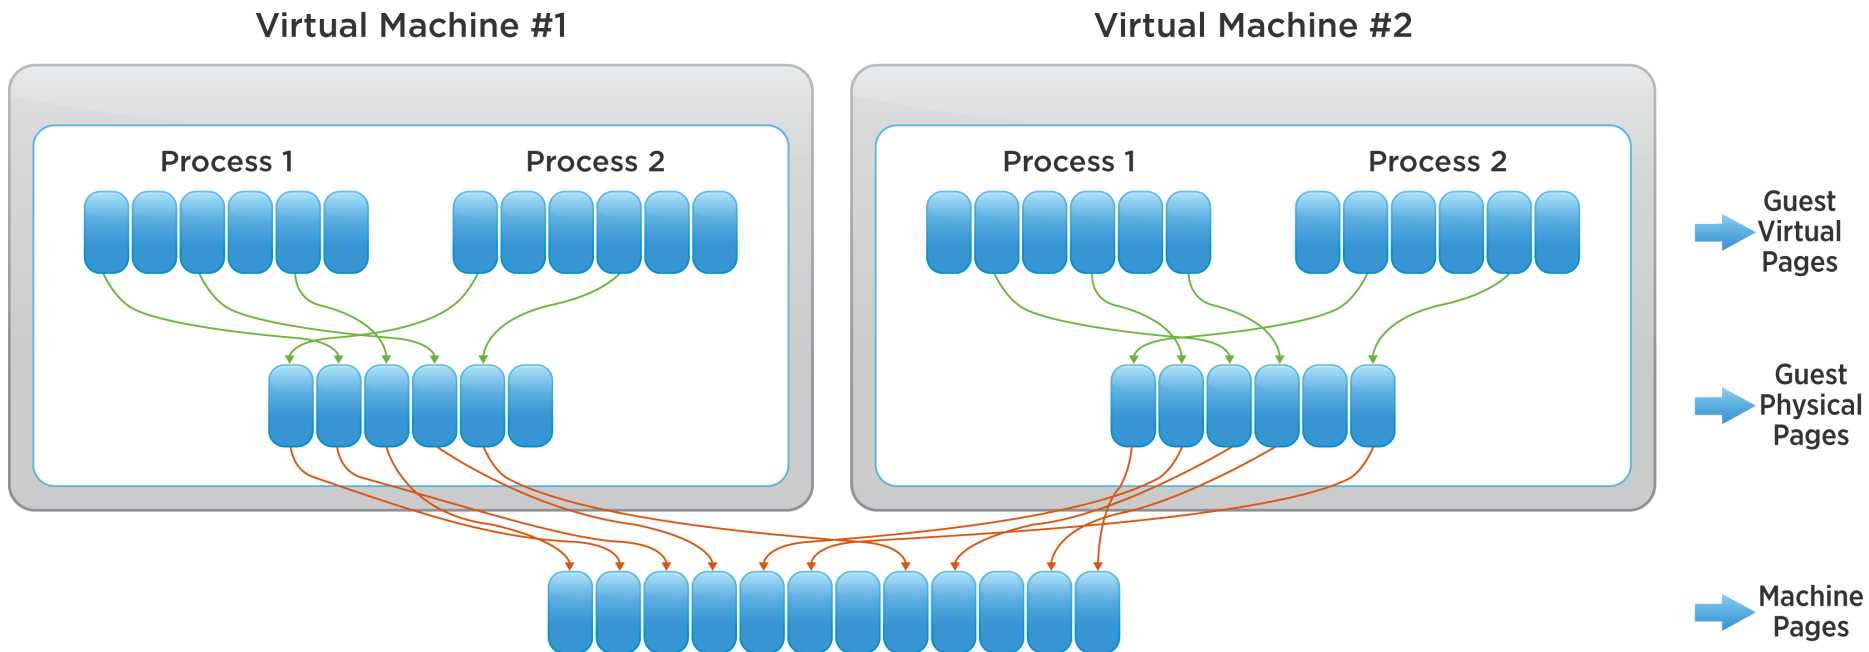 Virtual Machine #1
Virtual Machine #2
Process 1
Process 2
Process 1
Process 2
Guest
Virtual
Pages
Guest
Physical
Pages
Machine
Pages